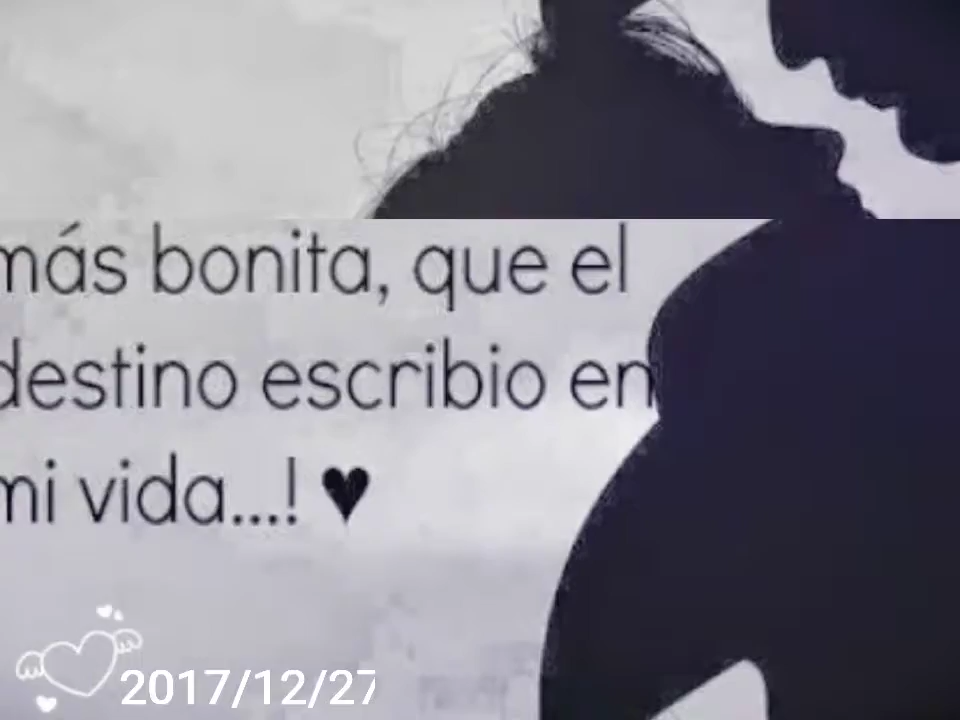 más bonita, que el
destino escribio en
mi vida...! ♥
2017/12/27